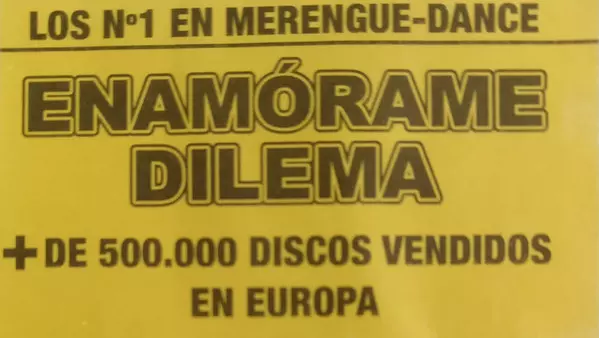 LOS Nº1 EN MERENGUE-DANCE
ENAMÓRAME
DILEMA
+ DE 500.000 DISCOS VENDIDOS
EN EUROPA